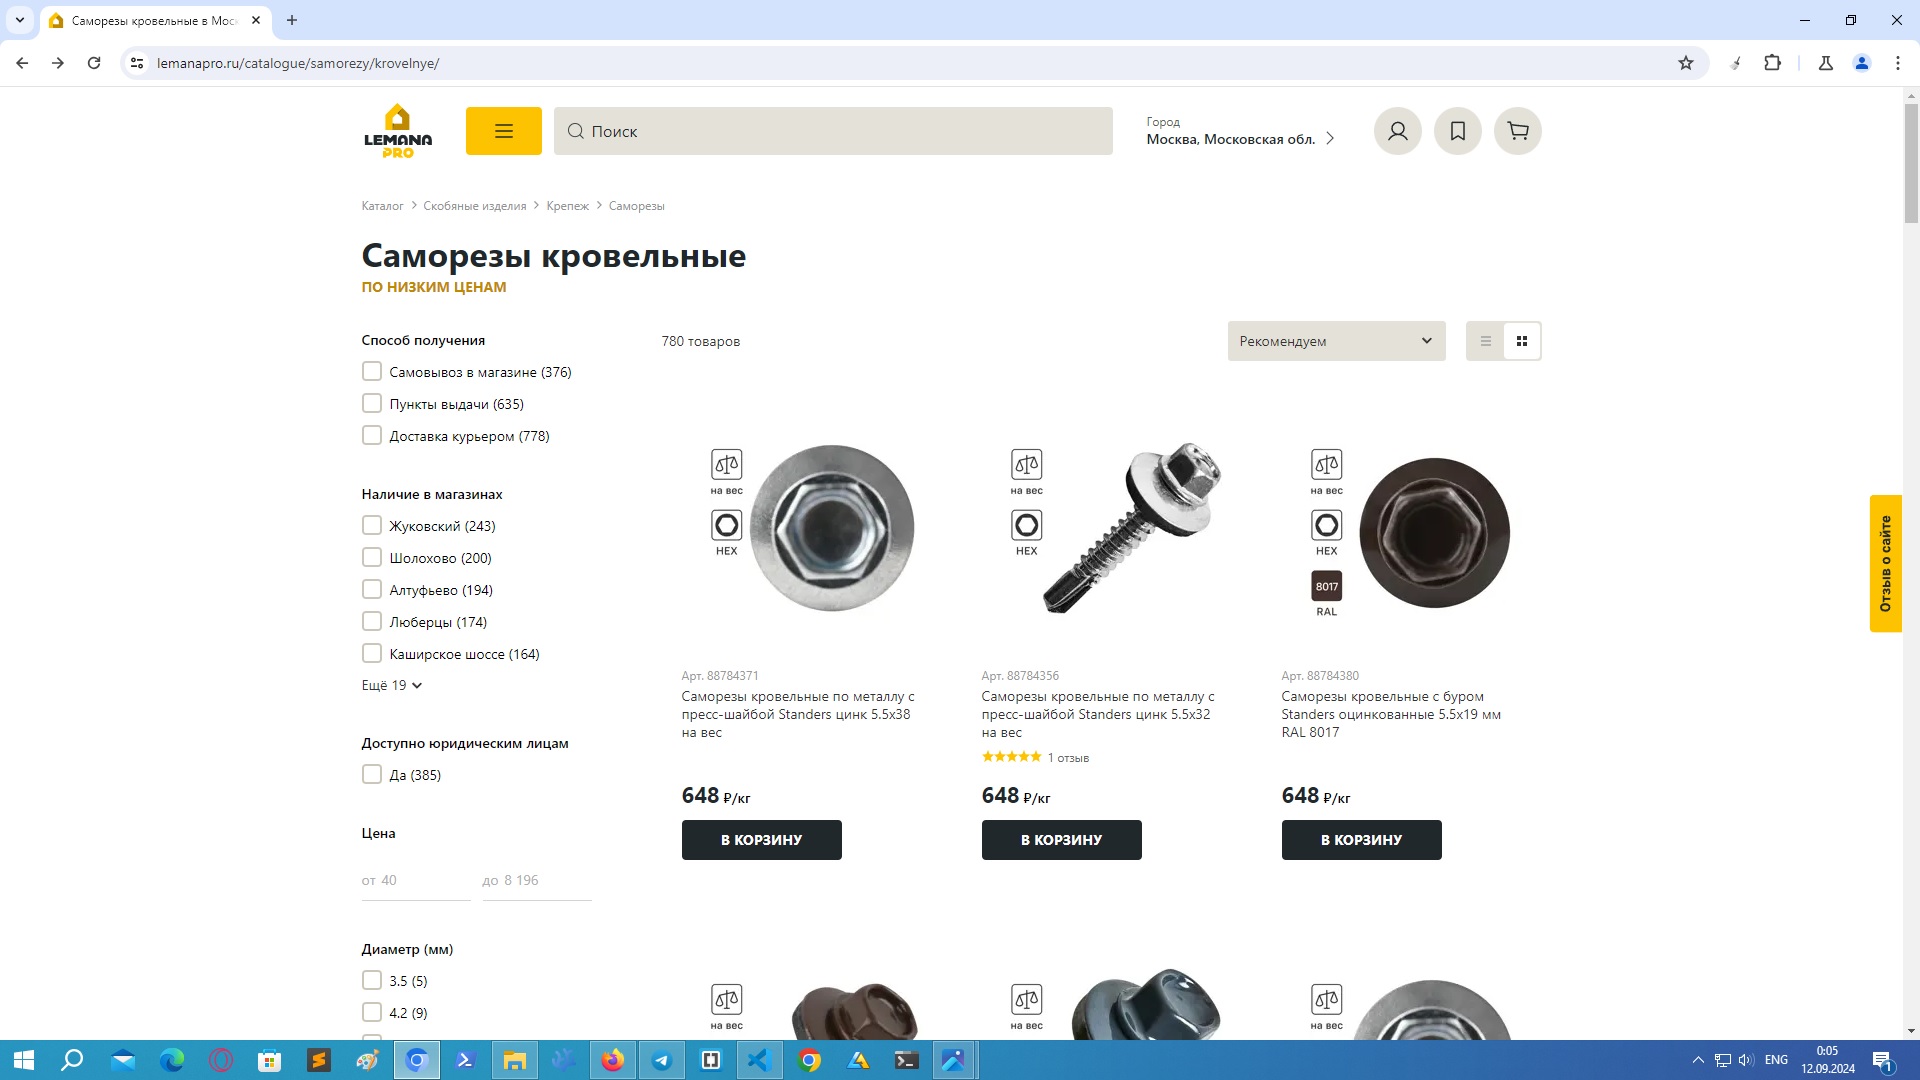 Саморезы кровельные в Мос
lemanapro.ru/catalogue/samorezy/krovelnye/
LEMANA
PRO
Поиск
Город
Москва, Московская обл.
Каталог
Скобяные изделия
Крепеж
Саморезы
Саморезы кровельные
ПО НИЗКИМ ЦЕНАМ
Способ получения
Самовывоз в магазине (376)
Пункты выдачи (635)
Доставка курьером (778)
Наличие в магазинах
Жуковский (243)
Шолохово (200)
Алтуфьево (194)
Люберцы (174)
Каширское шоссе (164)
Ещё 19
Доступно юридическим лицам
Да (385)
Цена
от 40
до 8 196
Диаметр (мм)
3.5 (5)
4.2 (9)
780 товаров
Рекомендуем
на вес
HEX
Арт. 88784371
Саморезы кровельные по металлу с
пресс-шайбой Standers цинк 5.5x38
на вес
648 ₽/кг
В КОРЗИНУ
на вес
HEX
Арт. 88784356
Саморезы кровельные по металлу с
пресс-шайбой Standers цинк 5.5x32
на вес
1 отзыв
648 ₽/кг
В КОРЗИНУ
на вес
HEX
8017
RAL
Арт. 88784380
Саморезы кровельные с буром
Standers оцинкованные 5.5x19 мм
RAL 8017
648 ₽/кг
В КОРЗИНУ
на вес
на вес
на вес
Отзыв о сайте
ENG
0:05
12.09.2024
1